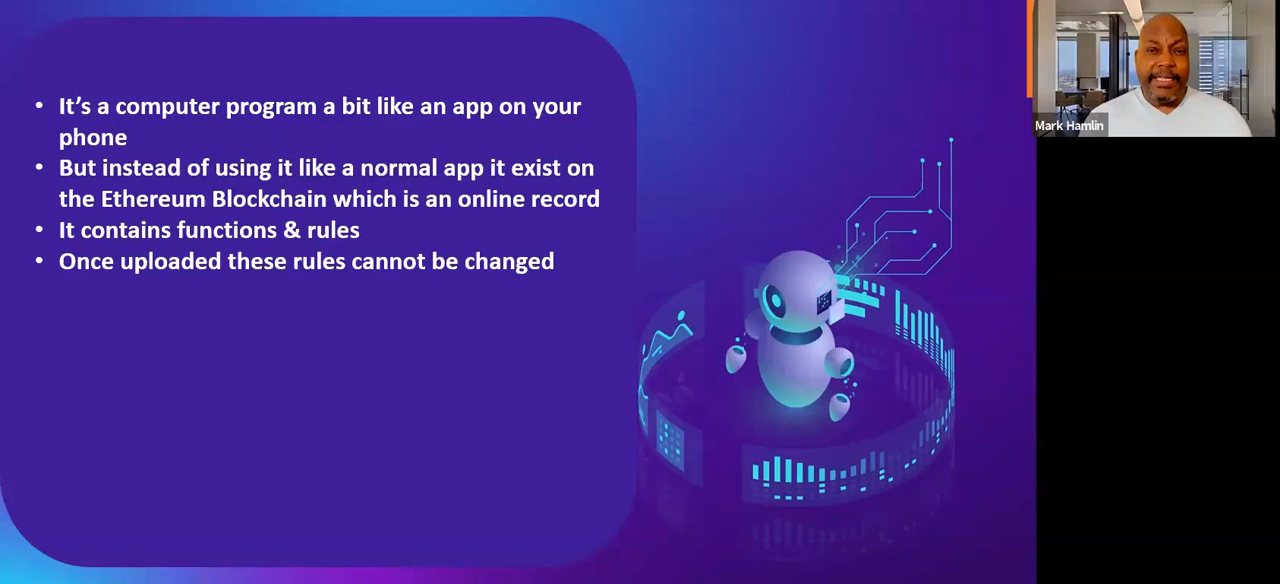 • It’s a computer program a bit like an app on your
phone
• But instead of using it like a normal app it exist on
the Ethereum Blockchain which is an online record
• It contains functions & rules
• Once uploaded these rules cannot be changed
Mark Hamlin